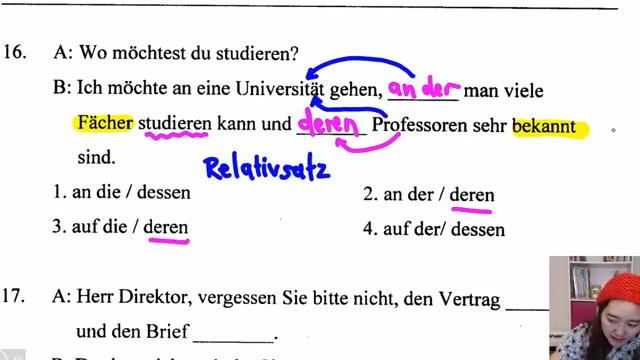 16. A: Wo möchtest du studieren?
B: Ich möchte an eine Universität gehen, an der man viele
Fächer studieren kann und deren Professoren sehr bekannt
sind.
Relativsatz
1. an die / dessen 2. an der / deren
3. auf die / deren 4. auf der/ dessen
17. A: Herr Direktor, vergessen Sie bitte nicht, den Vertrag ______
und den Brief ________.